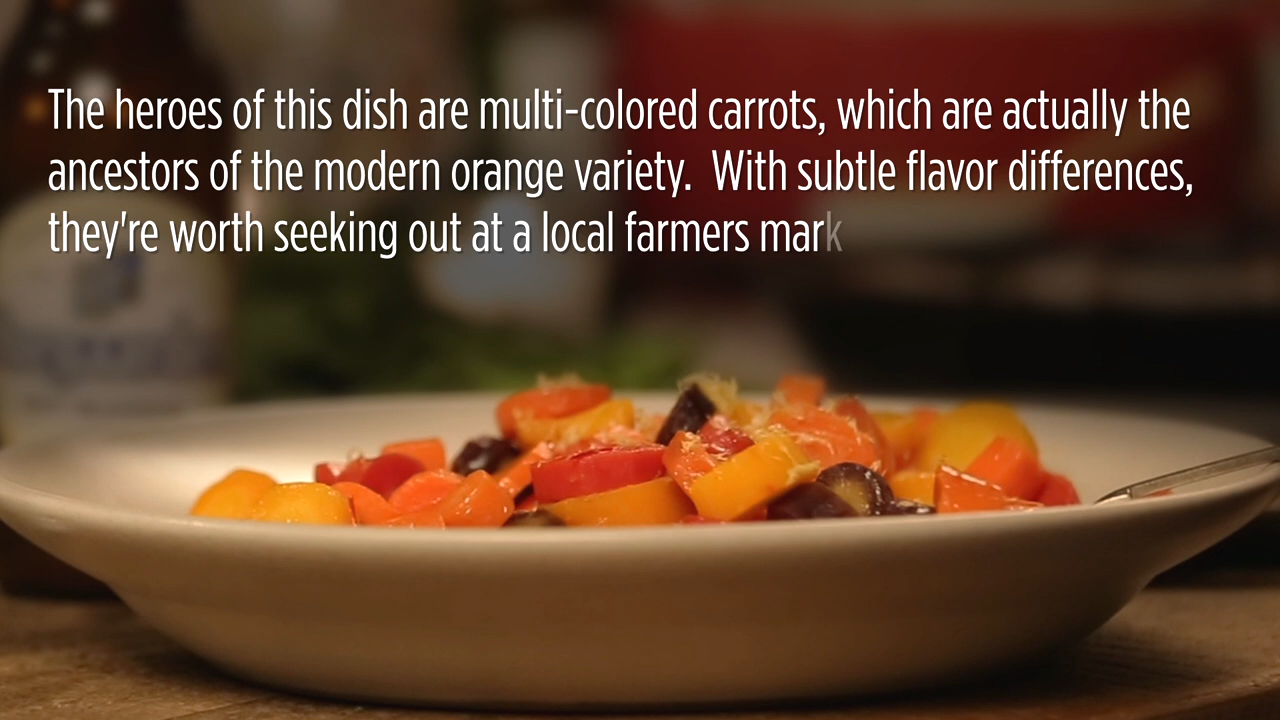 The heroes of this dish are multi-colored carrots, which are actually the
ancestors of the modern orange variety.  With subtle flavor differences,
they're worth seeking out at a local farmers mark